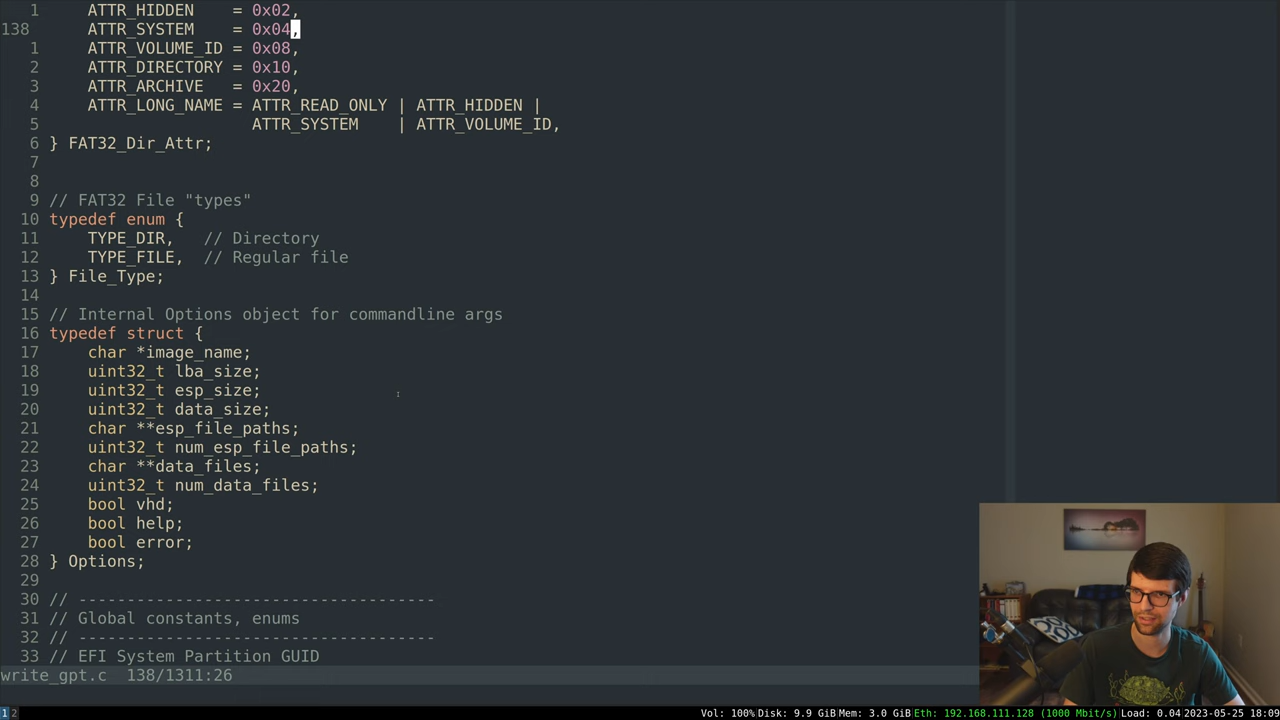 1 ATTR_HIDDEN = 0x02,
138 ATTR_SYSTEM = 0x04,
1 ATTR_VOLUME_ID = 0x08,
2 ATTR_DIRECTORY = 0x10,
3 ATTR_ARCHIVE = 0x20,
4 ATTR_LONG_NAME = ATTR_READ_ONLY | ATTR_HIDDEN |
5 ATTR_SYSTEM | ATTR_VOLUME_ID,
6 } FAT32_Dir_Attr;
7
8
9 // FAT32 File "types"
10 typedef enum {
11 TYPE_DIR, // Directory
12 TYPE_FILE, // Regular file
13 } File_Type;
14
15 // Internal Options object for commandline args
16 typedef struct {
17 char *image_name;
18 uint32_t lba_size;
19 uint32_t esp_size;
20 uint32_t data_size;
21 char **esp_file_paths;
22 uint32_t num_esp_file_paths;
23 char **data_files;
24 uint32_t num_data_files;
25 bool vhd;
26 bool help;
27 bool error;
28 } Options;
29
30 // -------------------------------------
31 // Global constants, enums
32 // -------------------------------------
33 // EFI System Partition GUID
write_gpt.c 138/1311:26
1 2 Vol: 100% Disk: 9.9 GiB Mem: 3.0 GiB Eth: 192.168.111.128 (1000 Mbit/s) Load: 0.04 2023-05-25 18:09